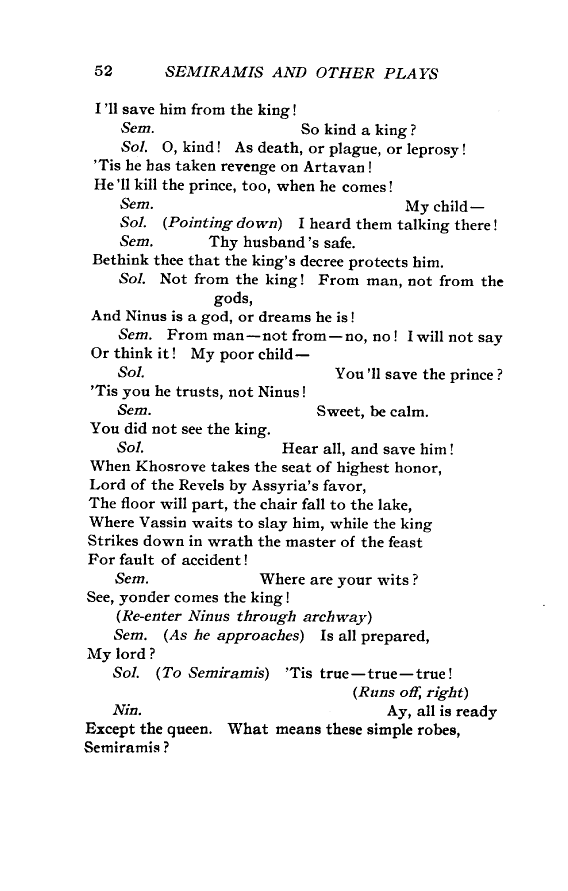 52 SEMIRAMIS AND OTHER PLAYS
I'll save him from the king!
Sem. So kind a king?
Sol. O, kind! As death, or plague, or leprosy!
'Tis he has taken revenge on Artavan!
He'll kill the prince, too, when he comes!
Sem. My child—
Sol. (Pointing down) I heard them talking there!
Sem. Thy husband's safe.
Bethink thee that the king's decree protects him.
Sol. Not from the king! From man, not from the
gods,
And Ninus is a god, or dreams he is!
Sem. From man—not from—no, no! I will not say
Or think it! My poor child—
Sol. You'll save the prince?
'Tis you he trusts, not Ninus!
Sem. Sweet, be calm.
You did not see the king.
Sol. Hear all, and save him!
When Khosrove takes the seat of highest honor,
Lord of the Revels by Assyria's favor,
The floor will part, the chair fall to the lake,
Where Vassin waits to slay him, while the king
Strikes down in wrath the master of the feast
For fault of accident!
Sem. Where are your wits?
See, yonder comes the king!
(Re-enter Ninus through archway)
Sem. (As he approaches) Is all prepared,
My lord?
Sol. (To Semiramis) 'Tis true—true—true!
(Runs off, right)
Nin. Ay, all is ready
Except the queen. What means these simple robes,
Semiramis?